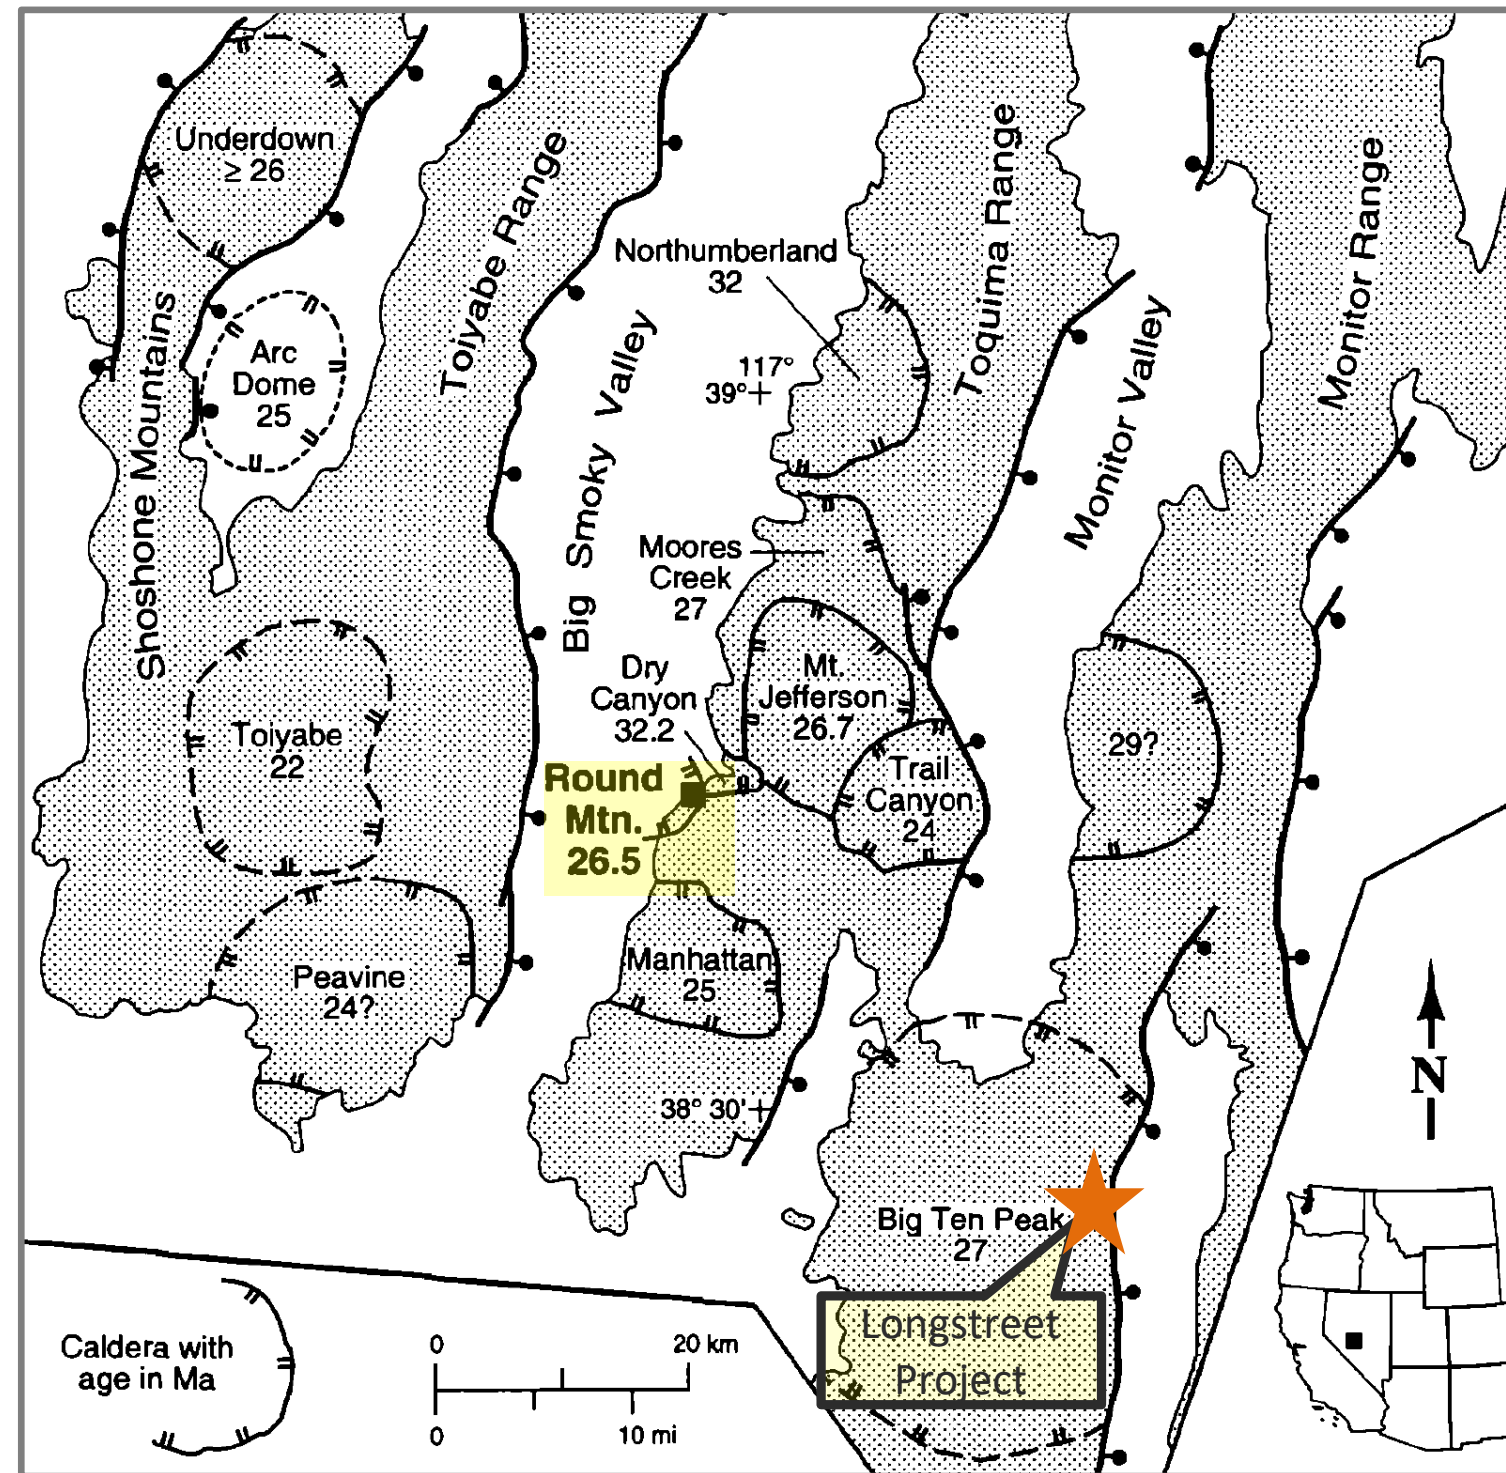 Underdown
≥ 26
Toiyabe Range
Toquima Range
Monitor Range
Northumberland
32
Shoshone Mountains
Arc
Dome
25
117°
39°
Big Smoky Valley
Monitor Valley
Moores
Creek
27
Dry
Canyon
32.2
Mt.
Jefferson
26.7
Toiyabe
22
29?
Round
Mtn.
26.5
Trail
Canyon
24
Manhattan
25
Peavine
24?
N
38° 30'
Big Ten Peak
27
Longstreet
Project
Caldera with
age in Ma
0
20 km
0
10 mi